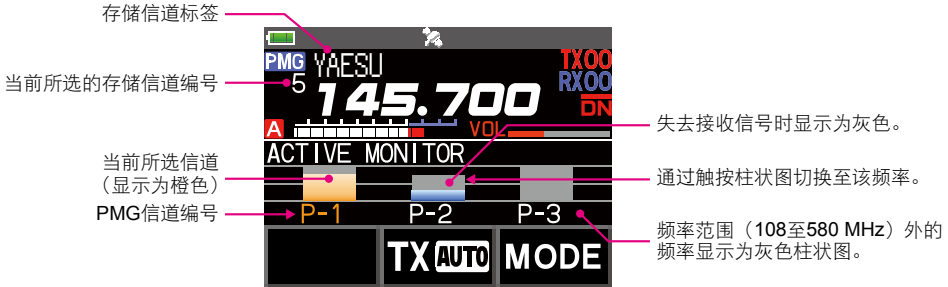 存储信道标签
当前所选的存储信道编号
当前所选信道
（显示为橙色）
PMG信道编号
PMG YAESU
TX00
5
RX00
145.700
DN
A
VOL
ACTIVE MONITOR
P-1 P-2 P-3
TX AUTO MODE
失去接收信号时显示为灰色。
通过触按柱状图切换至该频率。
频率范围（108至580 MHz）外的
频率显示为灰色柱状图。